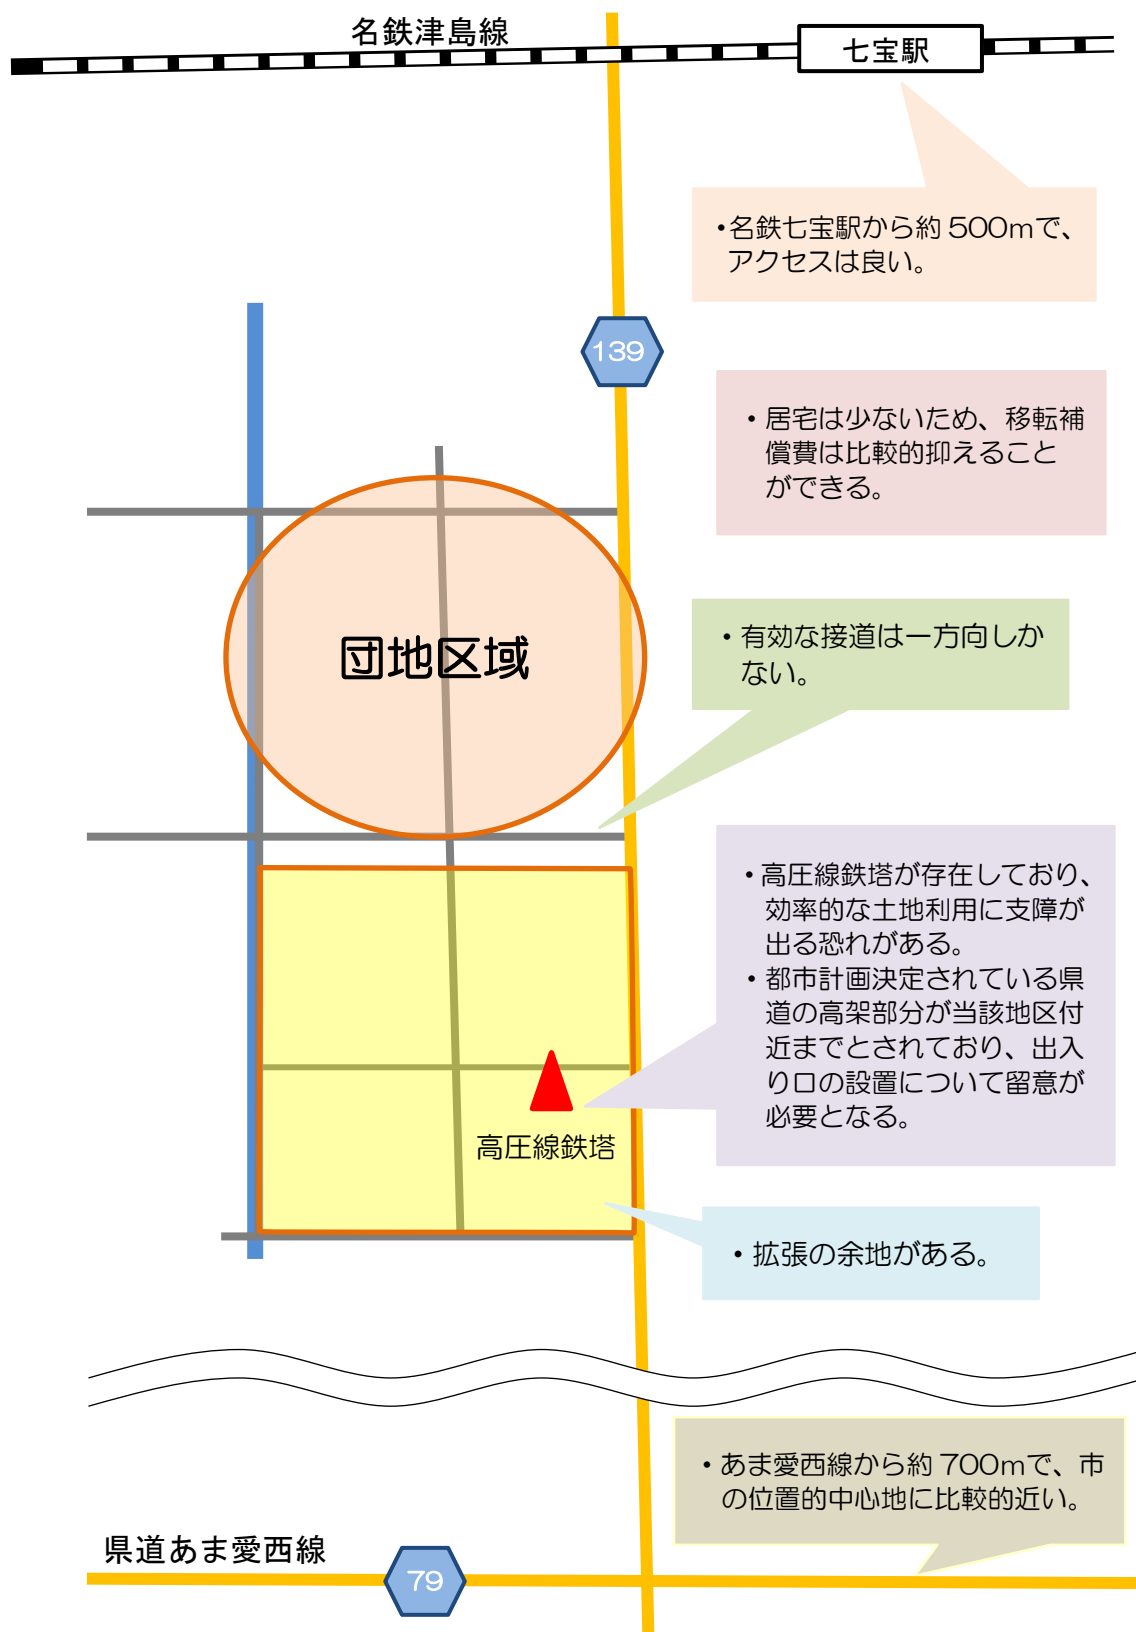 名鉄津島線
七宝駅
・名鉄七宝駅から約500mで、
アクセスは良い。
139
・居宅は少ないため、移転補
償費は比較的抑えること
ができる。
団地区域
・有効な接道は一方向しか
ない。
・高圧線鉄塔が存在しており、
効率的な土地利用に支障が
出る恐れがある。
・都市計画決定されている県
道の高架部分が当該地区付
近までとされており、出入
り口の設置について留意が
必要となる。
高圧線鉄塔
・拡張の余地がある。
・あま愛西線から約700mで、市
の位置的中心地に比較的近い。
県道あま愛西線
79